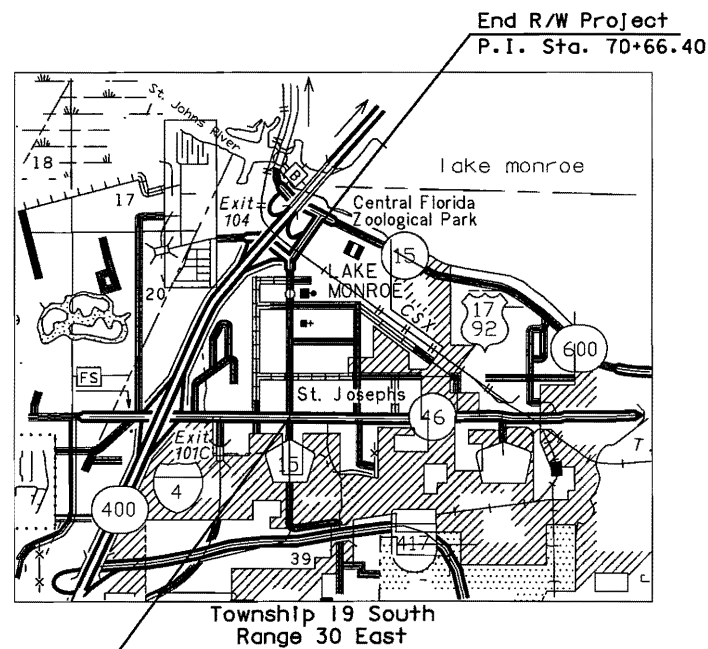 End R/W Project
P.I. Sta. 70+66.40
St. Johns River
18
17
B
lake monroe
Exit
104
Central Florida
Zoological Park
15
20
LAKE
MONROE
CSX
17
92
600
FS
St. Josephs
46
Exit
101C
15
T.
4
400
417
39
Township 19 South
Range 30 East